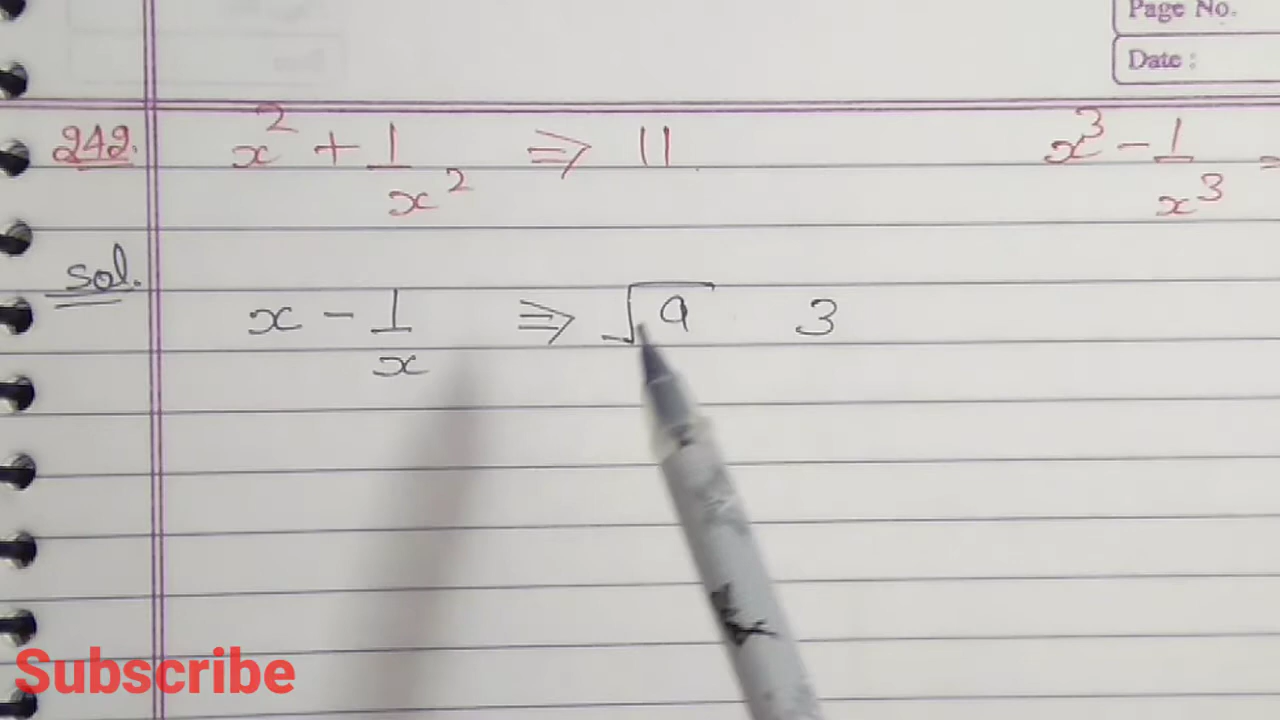 Page No.
Date :
242. x² + 1/x² ⇒ 11 x³ - 1/x³ =
Sol. x - 1/x ⇒ √9 3
Subscribe